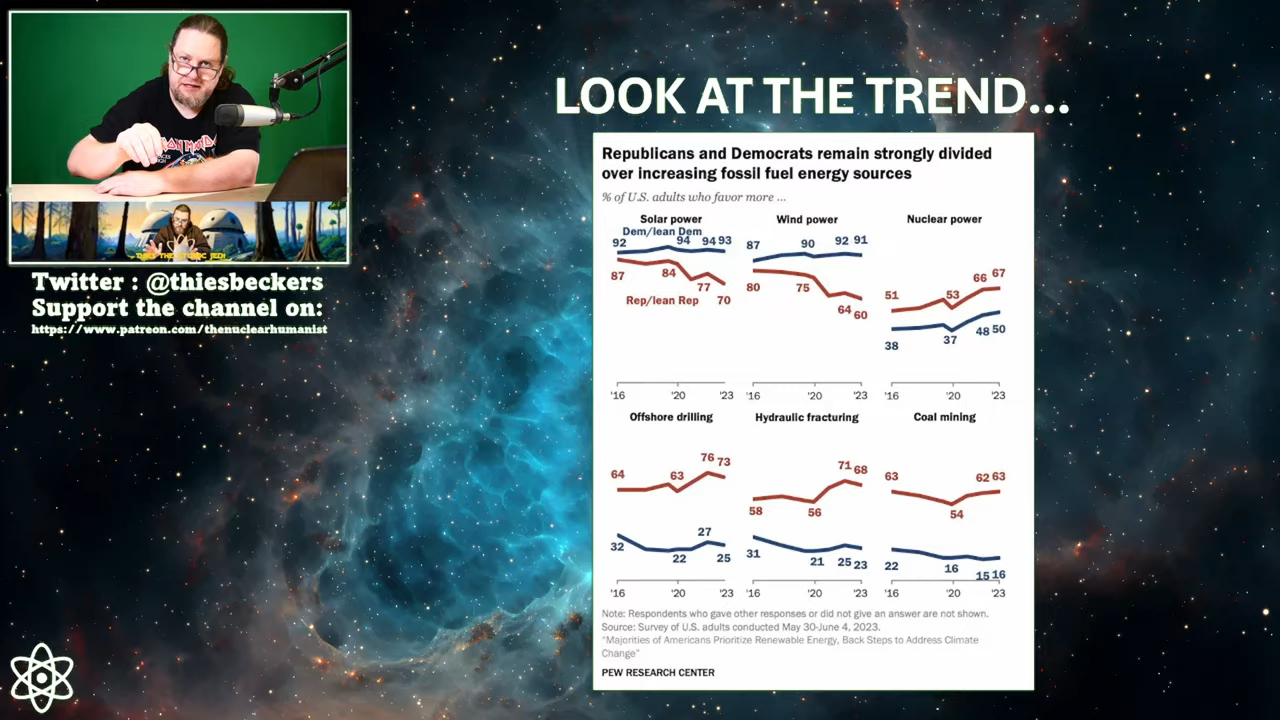 LOOK AT THE TREND...
Twitter : @thiesbeckers
Support the channel on:
https://www.patreon.com/thenuclearhumanist
Republicans and Democrats remain strongly divided
over increasing fossil fuel energy sources
% of U.S. adults who favor more ...
Solar power
Dem/lean Dem
92 94 94 93
87 84 77 70
Rep/lean Rep
'16 '20 '23
Wind power
87 90 92 91
80 75 64 60
'16 '20 '23
Nuclear power
51 53 66 67
38 37 48 50
'16 '20 '23
Offshore drilling
64 63 76 73
32 22 27 25
'16 '20 '23
Hydraulic fracturing
58 56 71 68
31 21 25 23
'16 '20 '23
Coal mining
63 54 62 63
22 16 15 16
'16 '20 '23
Note: Respondents who gave other responses or did not give an answer are not shown.
Source: Survey of U.S. adults conducted May 30-June 4, 2023.
"Majorities of Americans Prioritize Renewable Energy, Back Steps to Address Climate
Change"
PEW RESEARCH CENTER